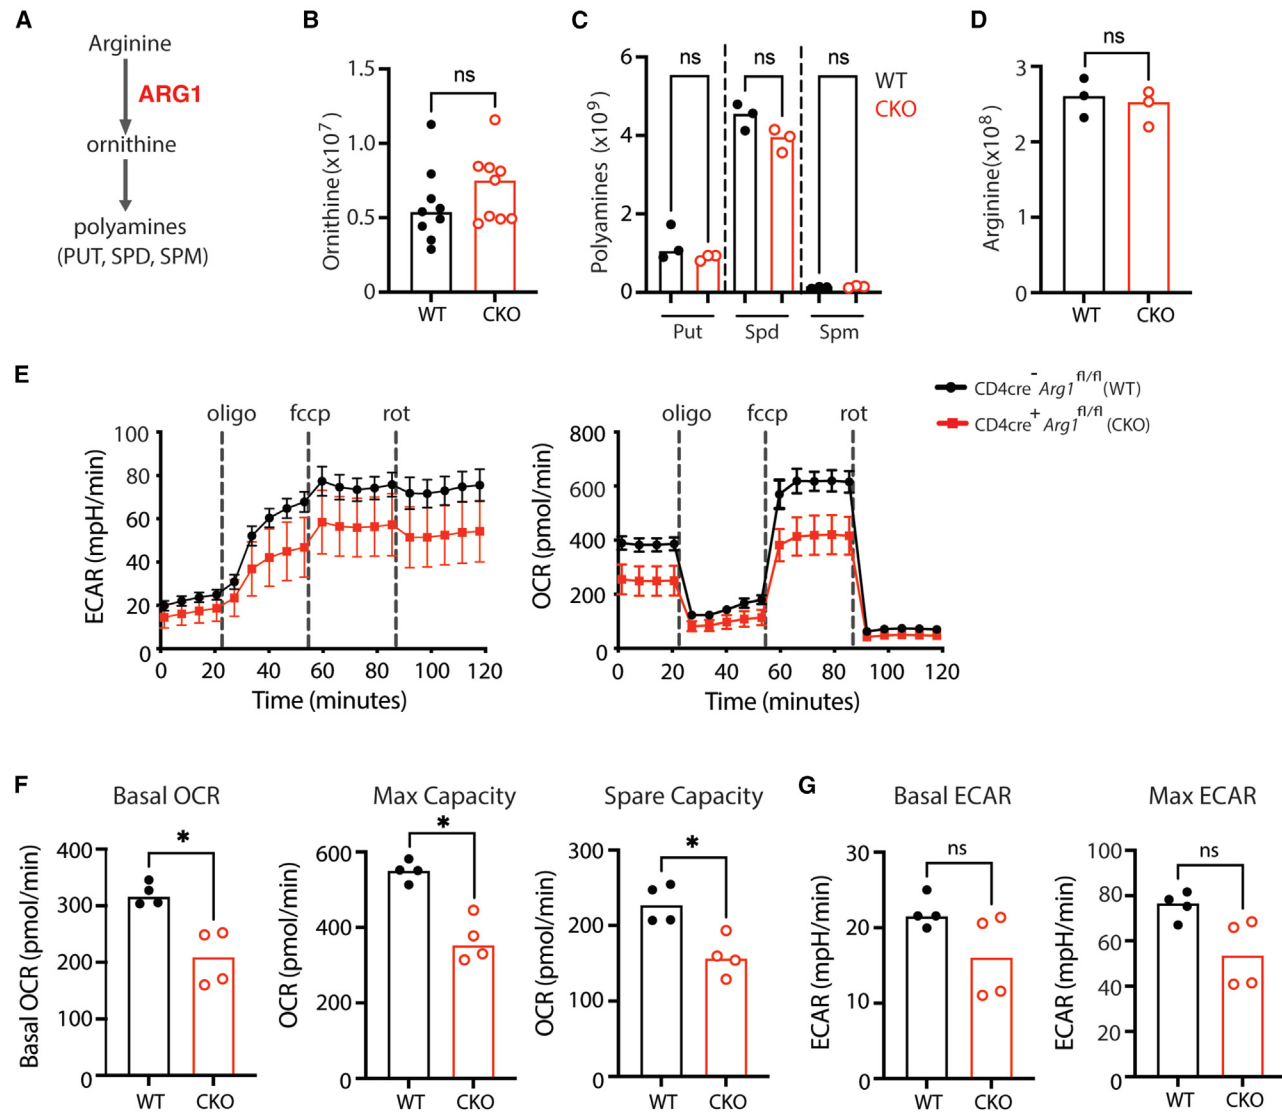 A
Arginine
ARG1
ornithine
polyamines
(PUT, SPD, SPM)
B
Ornithine (x10⁷)
1.5
1.0
0.5
0
ns
WT
CKO
C
Polyamines (x10⁹)
6
4
2
0
ns
ns
ns
WT
CKO
Put
Spd
Spm
D
Arginine(x10⁸)
3
2
1
0
ns
WT
CKO
E
CD4cre⁻ Arg1 fl/fl (WT)
CD4cre⁺ Arg1 fl/fl (CKO)
oligo
fccp
rot
ECAR (mpH/min)
100
80
60
40
20
0
0
20
40
60
80
100
120
Time (minutes)
oligo
fccp
rot
OCR (pmol/min)
800
600
400
200
0
0
20
40
60
80
100
120
Time (minutes)
F
Basal OCR
Basal OCR (pmol/min)
400
300
200
100
0
*
WT
CKO
Max Capacity
OCR (pmol/min)
600
400
200
0
*
WT
CKO
Spare Capacity
OCR (pmol/min)
300
200
100
0
*
WT
CKO
G
Basal ECAR
ECAR (mpH/min)
30
20
10
0
ns
WT
CKO
Max ECAR
ECAR (mpH/min)
100
80
60
40
20
0
ns
WT
CKO